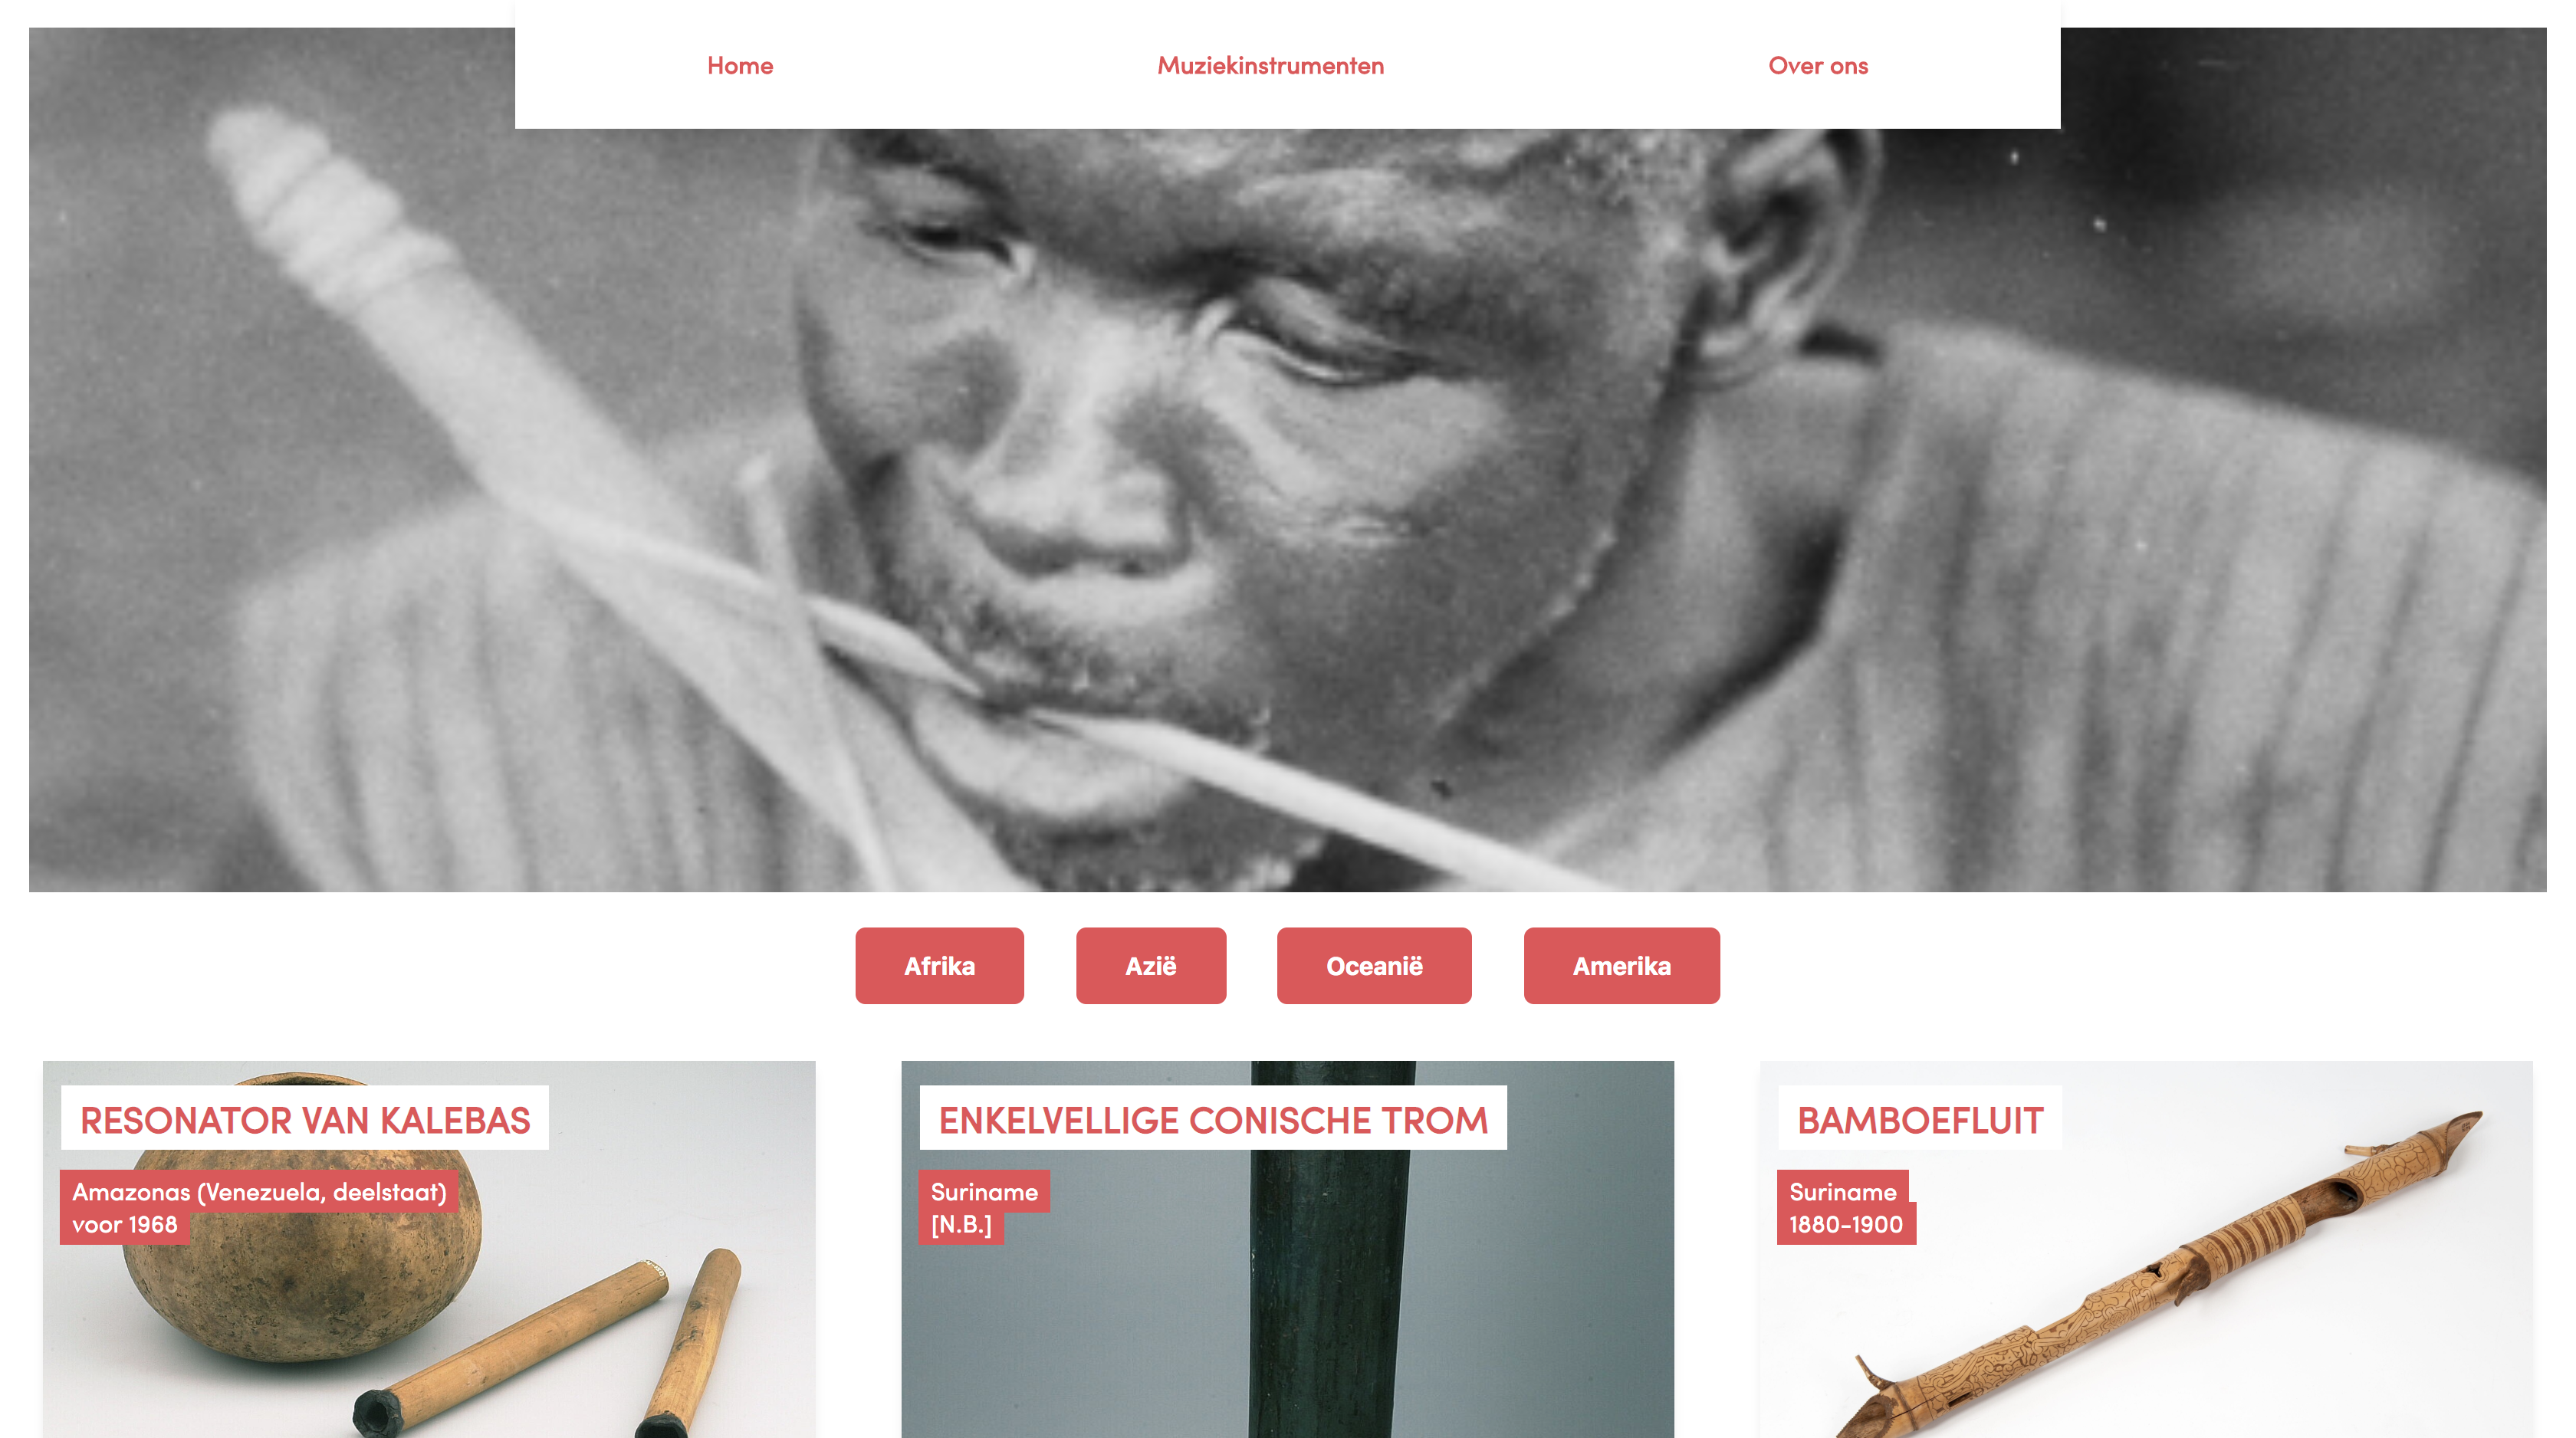 Home
Muziekinstrumenten
Over ons
Afrika
Azië
Oceanië
Amerika
RESONATOR VAN KALEBAS
Amazonas (Venezuela, deelstaat)
voor 1968
ENKELVELLIGE CONISCHE TROM
Suriname
[N.B.]
BAMBOEFLUIT
Suriname
1880-1900